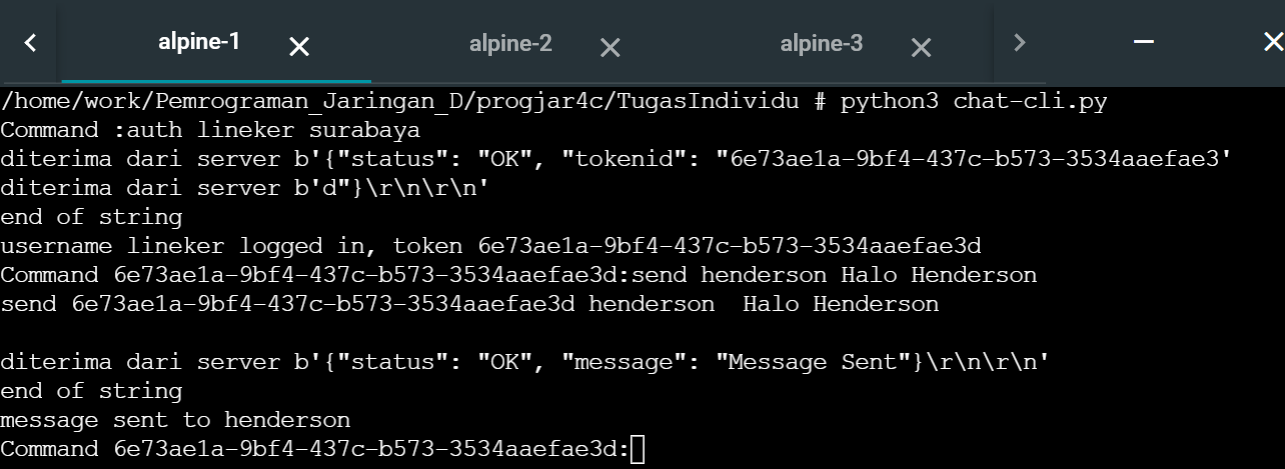 alpine-1 alpine-2 alpine-3
/home/work/Pemrograman_Jaringan_D/progjar4c/TugasIndividu # python3 chat-cli.py
Command :auth lineker surabaya
diterima dari server b'{"status": "OK", "tokenid": "6e73ae1a-9bf4-437c-b573-3534aaefae3'
diterima dari server b'd"}\r\n\r\n'
end of string
username lineker logged in, token 6e73ae1a-9bf4-437c-b573-3534aaefae3d
Command 6e73ae1a-9bf4-437c-b573-3534aaefae3d:send henderson Halo Henderson
send 6e73ae1a-9bf4-437c-b573-3534aaefae3d henderson  Halo Henderson
diterima dari server b'{"status": "OK", "message": "Message Sent"}\r\n\r\n'
end of string
message sent to henderson
Command 6e73ae1a-9bf4-437c-b573-3534aaefae3d: